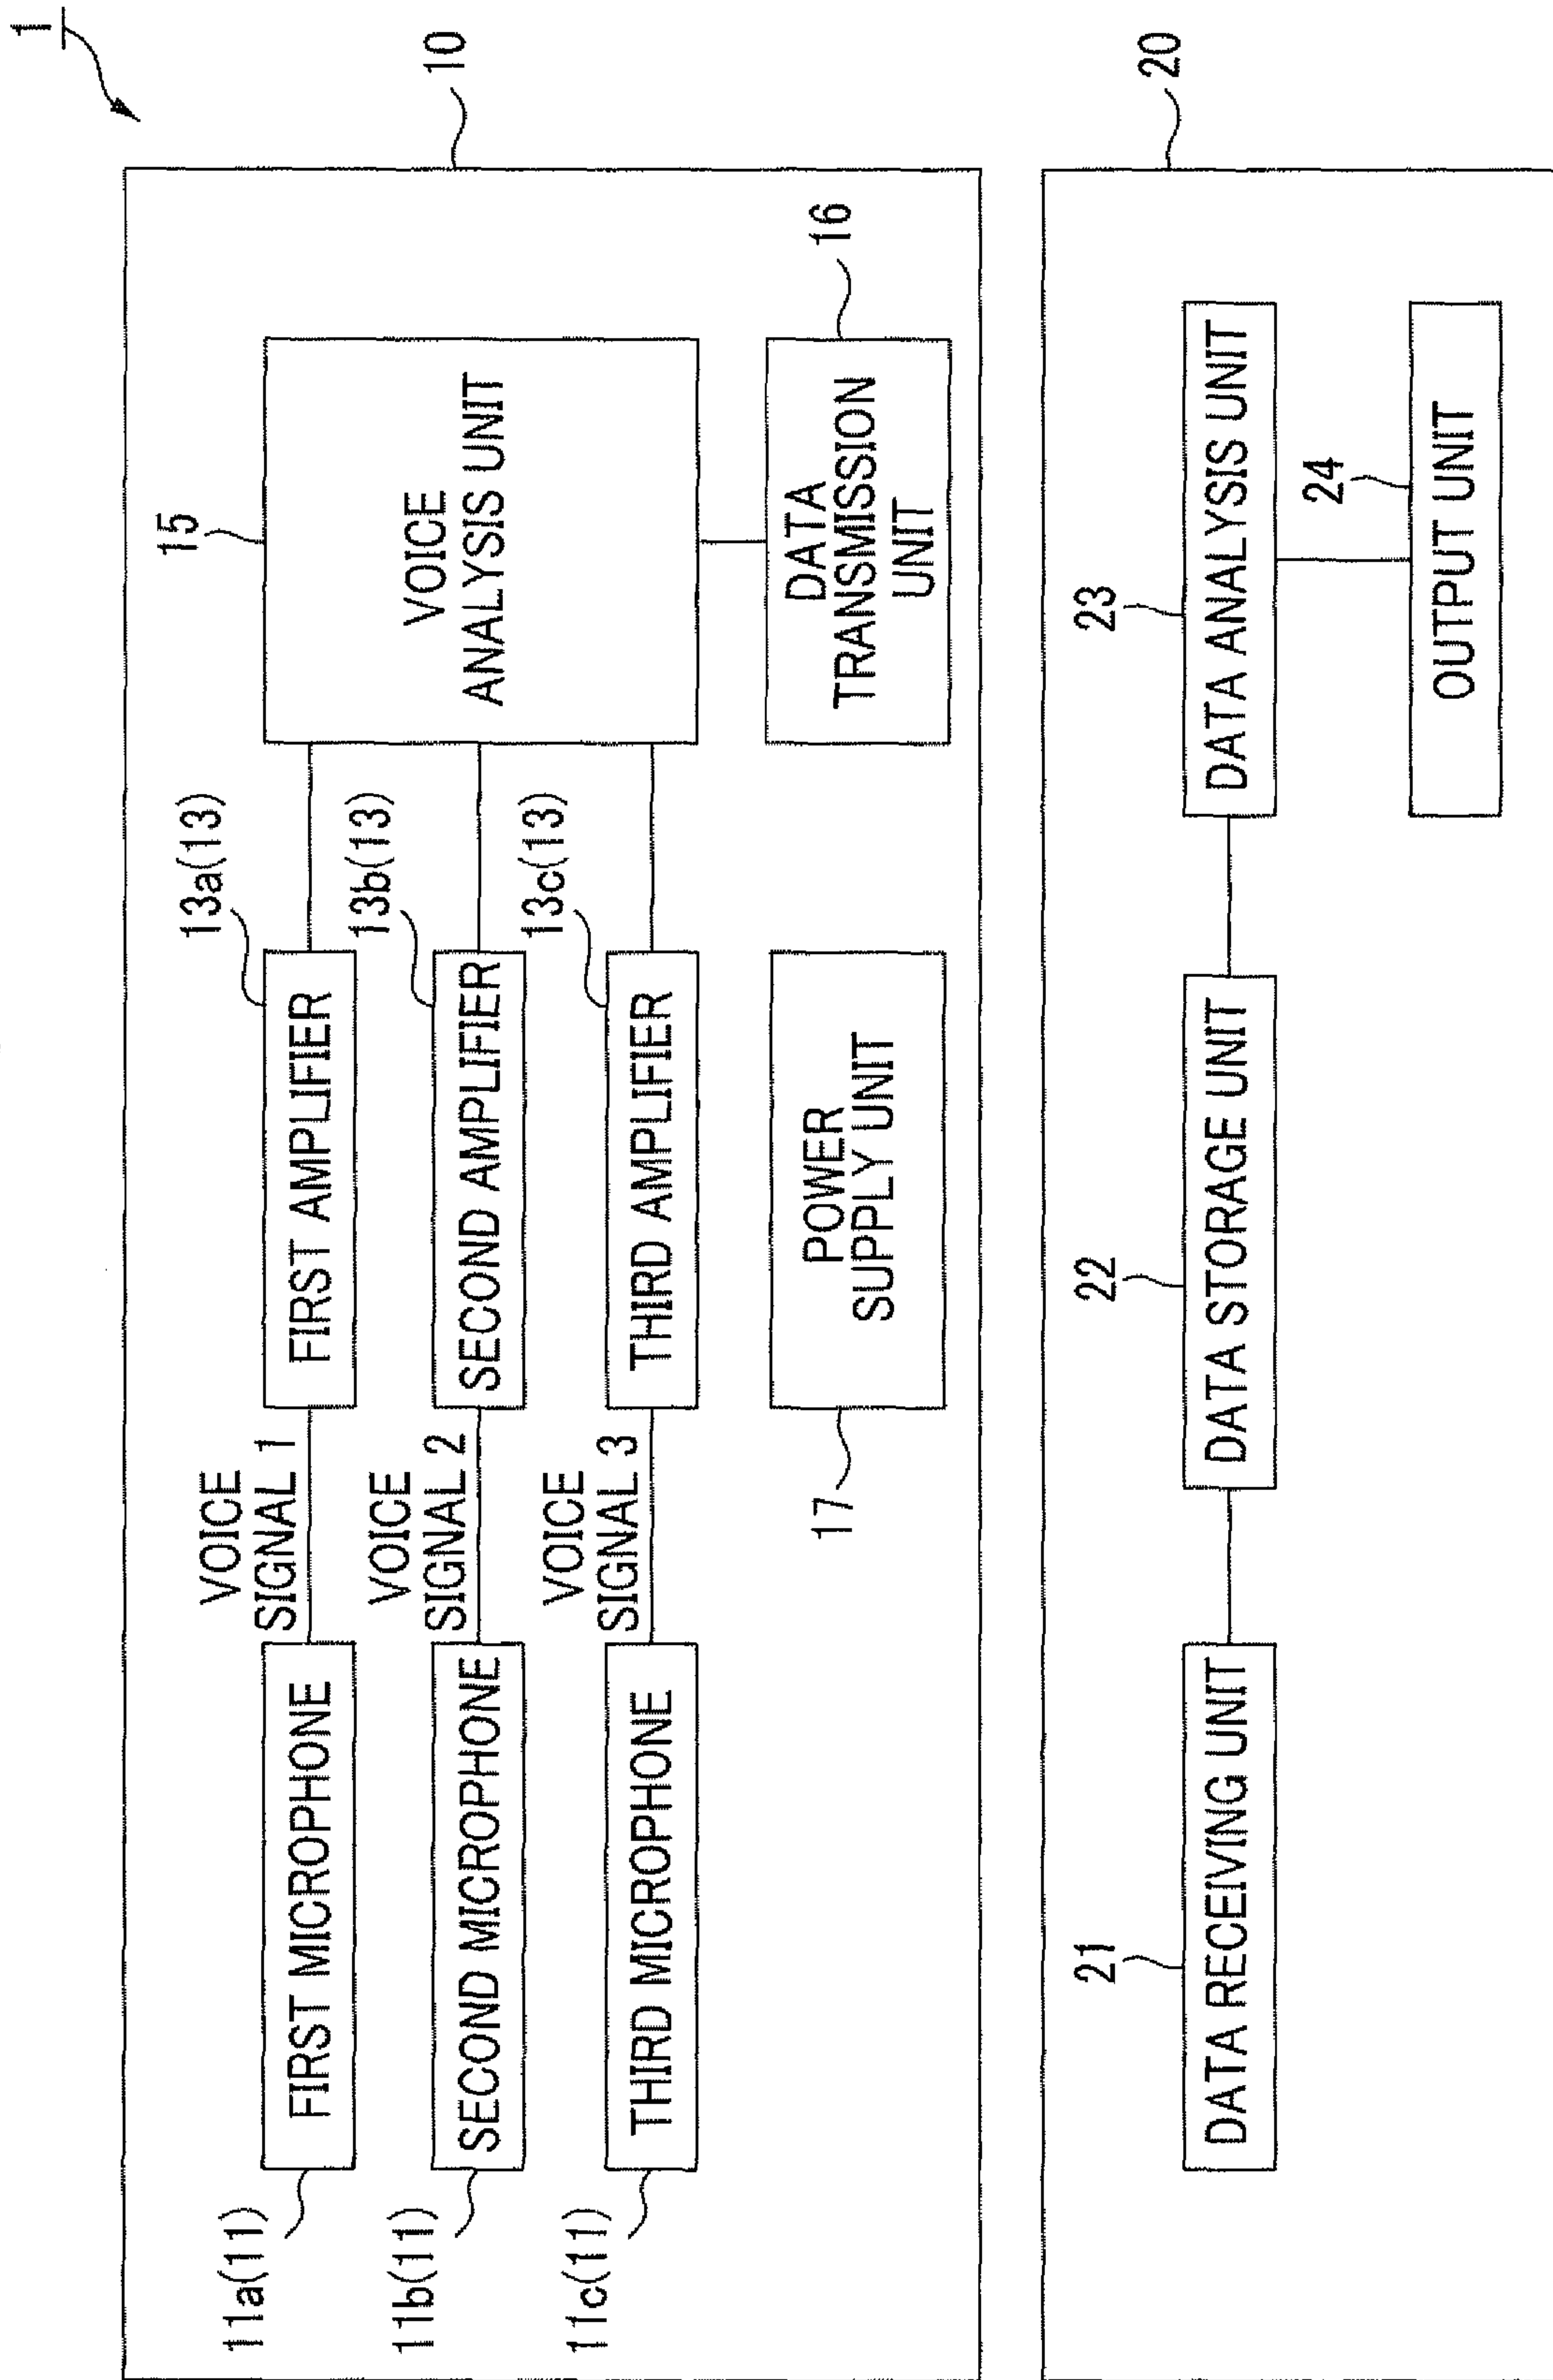 1
10
11a(11)
FIRST MICROPHONE
VOICE
SIGNAL 1
13a(13)
FIRST AMPLIFIER
11b(11)
SECOND MICROPHONE
VOICE
SIGNAL 2
13b(13)
SECOND AMPLIFIER
11c(11)
THIRD MICROPHONE
VOICE
SIGNAL 3
13c(13)
THIRD AMPLIFIER
15
VOICE
ANALYSIS UNIT
17
POWER
SUPPLY UNIT
16
DATA
TRANSMISSION
UNIT
20
21
DATA RECEIVING UNIT
22
DATA STORAGE UNIT
23
DATA ANALYSIS UNIT
24
OUTPUT UNIT